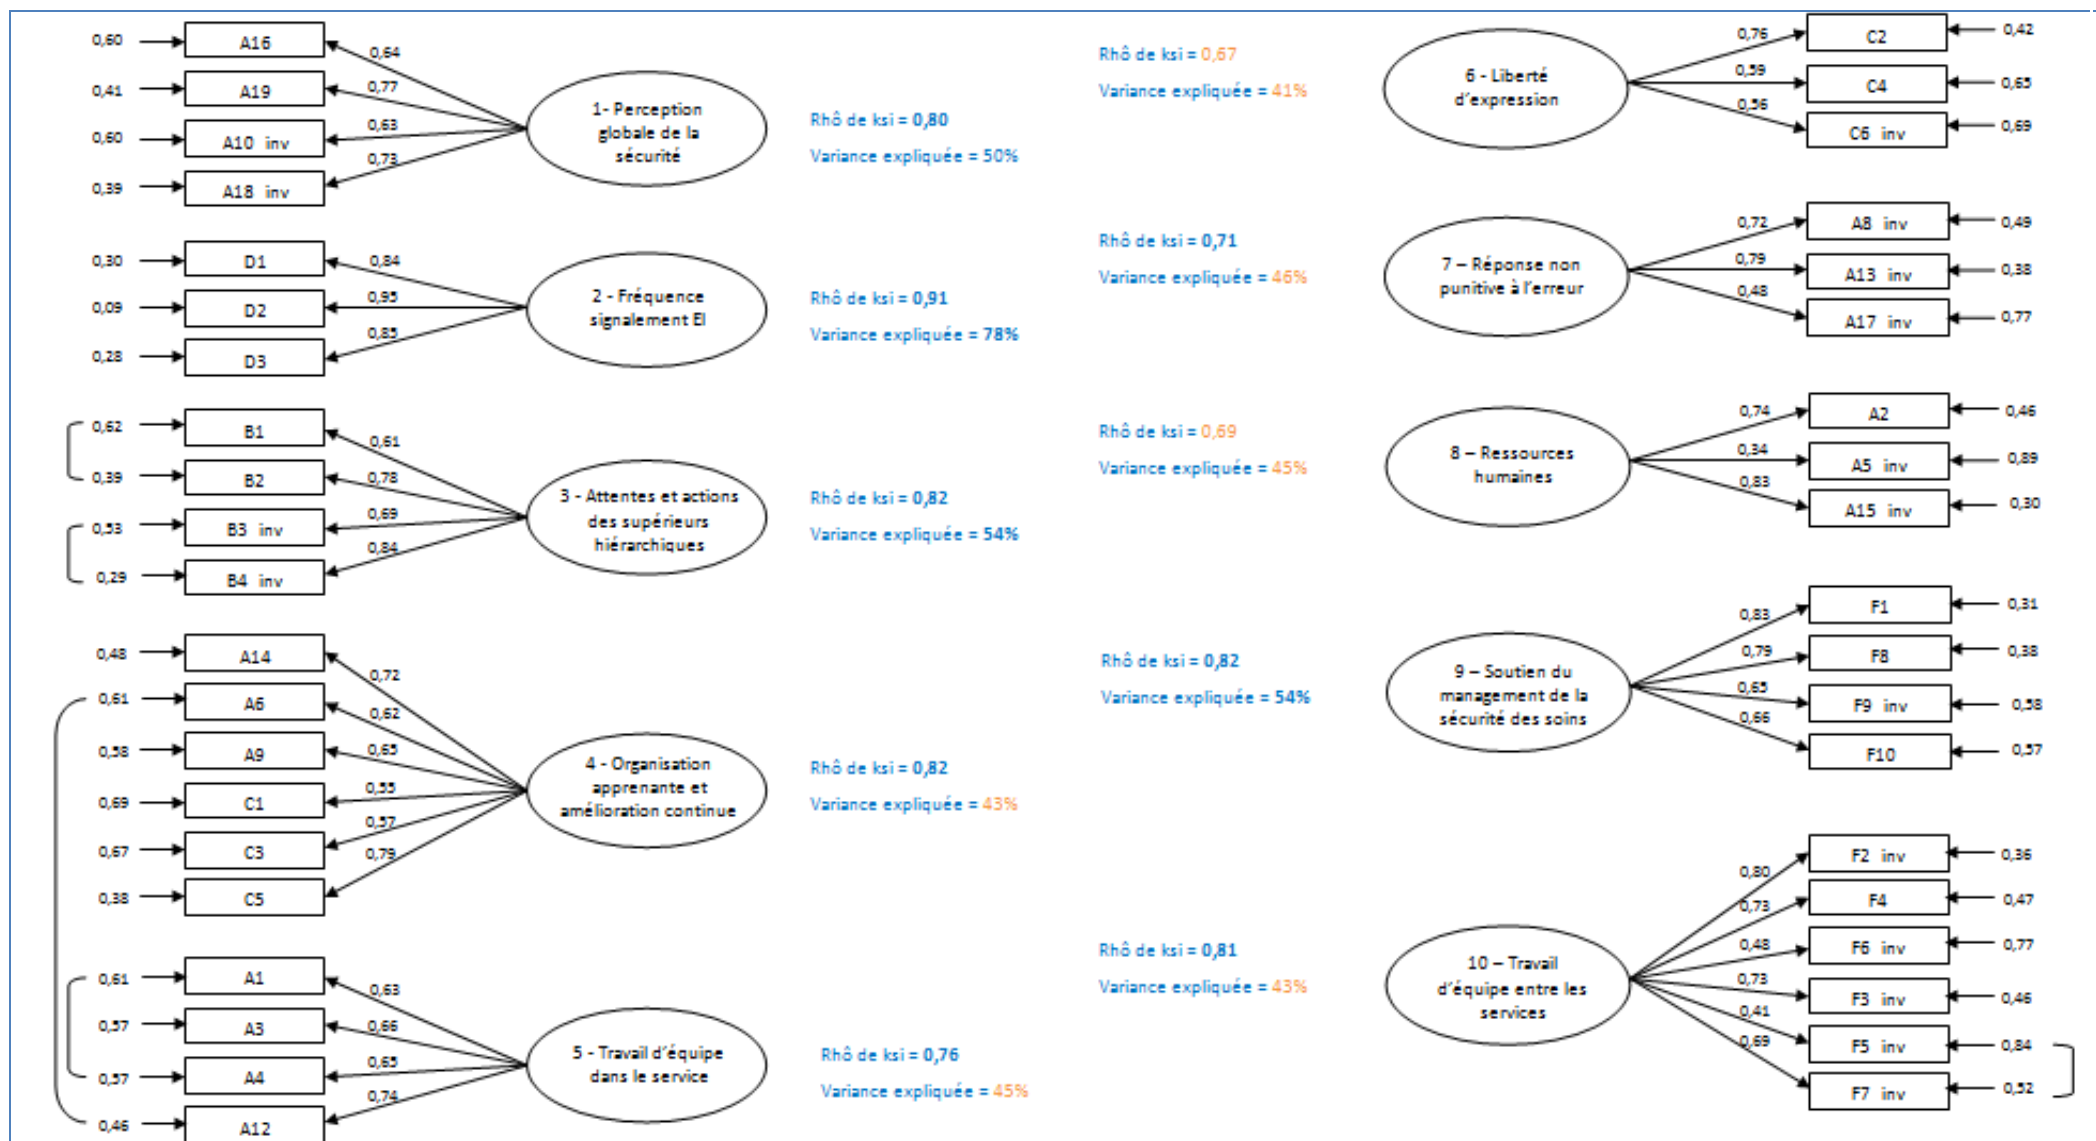 0,60
A16
0,64
0,41
A19
0,77
0,60
A10 inv
0,63
0,39
A18 inv
0,73
1- Perception
globale de la
sécurité
Rhô de ksi = 0,80
Variance expliquée = 50%
0,30
D1
0,84
0,09
D2
0,95
0,28
D3
0,85
2 - Fréquence
signalement EI
Rhô de ksi = 0,91
Variance expliquée = 78%
0,62
B1
0,61
0,39
B2
0,78
0,53
B3 inv
0,69
0,29
B4 inv
0,84
3 - Attentes et actions
des supérieurs
hiérarchiques
Rhô de ksi = 0,82
Variance expliquée = 54%
0,48
A14
0,72
0,61
A6
0,62
0,58
A9
0,65
0,69
C1
0,55
0,67
C3
0,57
0,38
C5
0,79
4 - Organisation
apprenante et
amélioration continue
Rhô de ksi = 0,82
Variance expliquée = 43%
0,61
A1
0,63
0,57
A3
0,66
0,57
A4
0,65
0,46
A12
0,74
5 - Travail d'équipe
dans le service
Rhô de ksi = 0,76
Variance expliquée = 45%
Rhô de ksi = 0,67
Variance expliquée = 41%
6 - Liberté
d'expression
0,76
C2
0,42
0,59
C4
0,65
0,56
C6 inv
0,69
Rhô de ksi = 0,71
Variance expliquée = 46%
7 – Réponse non
punitive à l'erreur
0,72
A8 inv
0,49
0,79
A13 inv
0,38
0,48
A17 inv
0,77
Rhô de ksi = 0,69
Variance expliquée = 45%
8 – Ressources
humaines
0,74
A2
0,46
0,34
A5 inv
0,89
0,83
A15 inv
0,30
Rhô de ksi = 0,82
Variance expliquée = 54%
9 – Soutien du
management de la
sécurité des soins
0,83
F1
0,31
0,79
F8
0,38
0,65
F9 inv
0,58
0,66
F10
0,57
Rhô de ksi = 0,81
Variance expliquée = 43%
10 – Travail
d'équipe entre les
services
0,80
F2 inv
0,36
0,73
F4
0,47
0,48
F6 inv
0,77
0,73
F3 inv
0,46
0,41
F5 inv
0,84
0,69
F7 inv
0,52